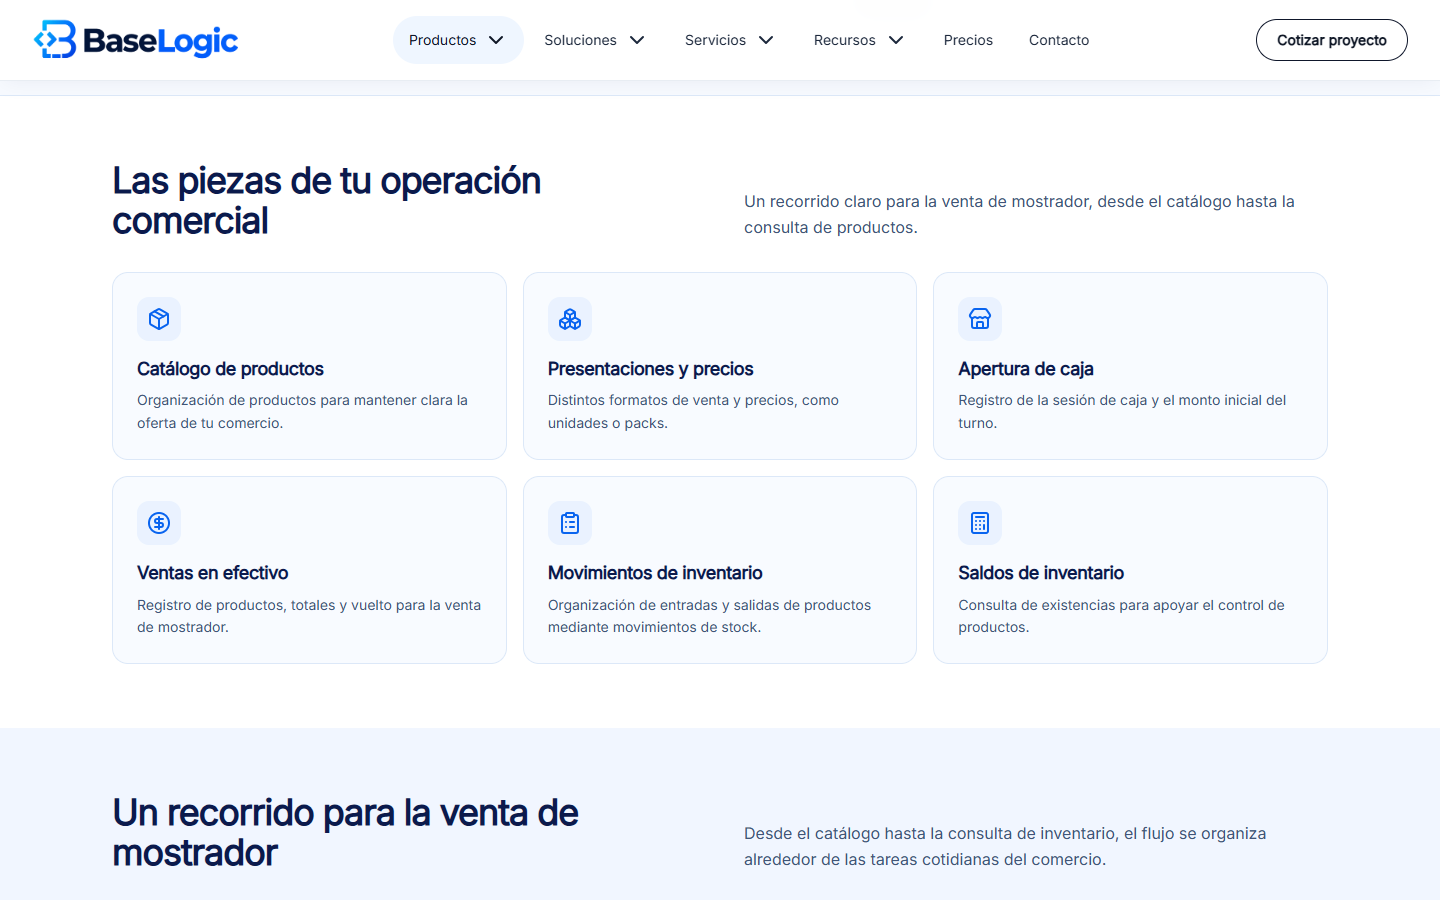 BaseLogic
Productos
Soluciones
Servicios
Recursos
Precios
Contacto
Cotizar proyecto
Las piezas de tu operación
comercial
Un recorrido claro para la venta de mostrador, desde el catálogo hasta la
consulta de productos.
Catálogo de productos
Organización de productos para mantener clara la
oferta de tu comercio.
Presentaciones y precios
Distintos formatos de venta y precios, como
unidades o packs.
Apertura de caja
Registro de la sesión de caja y el monto inicial del
turno.
Ventas en efectivo
Registro de productos, totales y vuelto para la venta
de mostrador.
Movimientos de inventario
Organización de entradas y salidas de productos
mediante movimientos de stock.
Saldos de inventario
Consulta de existencias para apoyar el control de
productos.
Un recorrido para la venta de
mostrador
Desde el catálogo hasta la consulta de inventario, el flujo se organiza
alrededor de las tareas cotidianas del comercio.